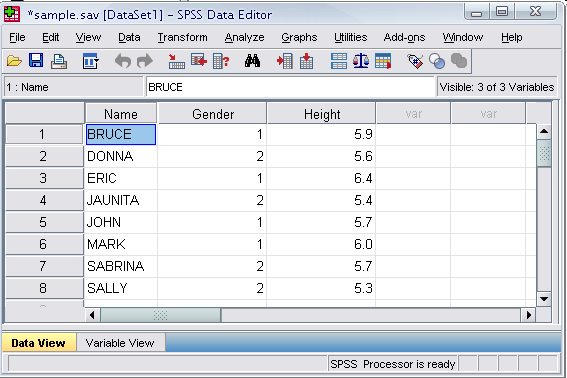 *sample.sav [DataSet1] – SPSS Data Editor
File Edit View Data Transform Analyze Graphs Utilities Add-ons Window Help
1 : Name BRUCE Visible: 3 of 3 Variables
Name Gender Height var var
1 BRUCE 1 5.9
2 DONNA 2 5.6
3 ERIC 1 6.4
4 JAUNITA 2 5.4
5 JOHN 1 5.7
6 MARK 1 6.0
7 SABRINA 2 5.7
8 SALLY 2 5.3
Data View Variable View
SPSS Processor is ready